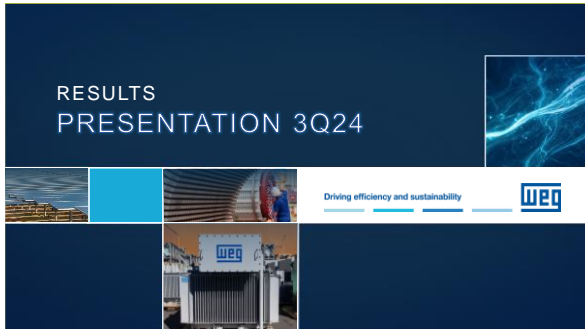 RESULTS
PRESENTATION 3Q24
Driving efficiency and sustainability
weg
weg